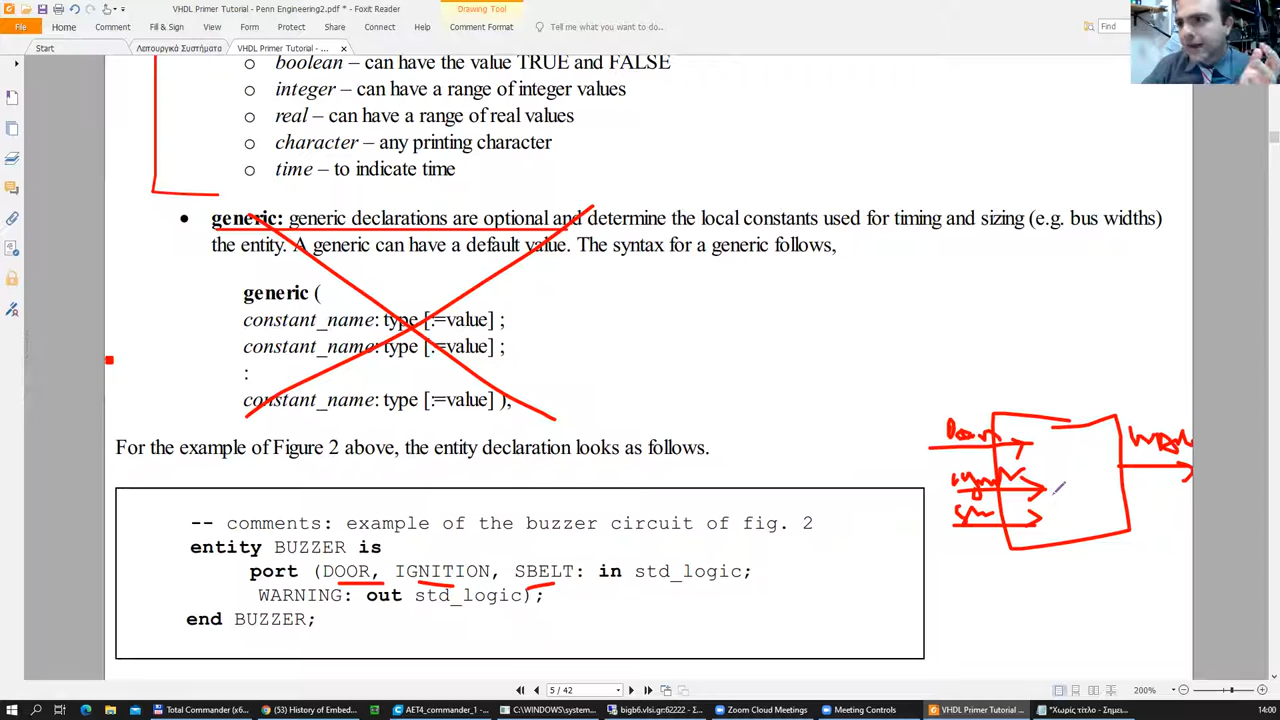 VHDL Primer Tutorial - Penn Engineering2.pdf * - Foxit Reader
Drawing Tool
File Home Comment View Form Protect Share Connect Help Extras Comment Format Tell me what you want to do... Find
Start Λειτουργικά Συστήματα VHDL Primer Tutorial - ...
o boolean – can have the value TRUE and FALSE
o integer – can have a range of integer values
o real – can have a range of real values
o character – any printing character
o time – to indicate time
• generic: generic declarations are optional and determine the local constants used for timing and sizing (e.g. bus widths)
the entity. A generic can have a default value. The syntax for a generic follows,
generic (
constant_name: type [:=value] ;
constant_name: type [:=value] ;
:
constant_name: type [:=value] );
For the example of Figure 2 above, the entity declaration looks as follows.
Door
-- comments: example of the buzzer circuit of fig. 2
entity BUZZER is
port (DOOR, IGNITION, SBELT: in std_logic;
WARNING: out std_logic);
end BUZZER;
5 / 42 200%
Total Commander (x6... (53) History of Embed... AET4_commander_1 - ... C:\WINDOWS\system... bigb6.vlsi.gr:62222 - ... Zoom Cloud Meetings Meeting Controls VHDL Primer Tutorial ... *Χωρίς τίτλο - Σημει... 14:00